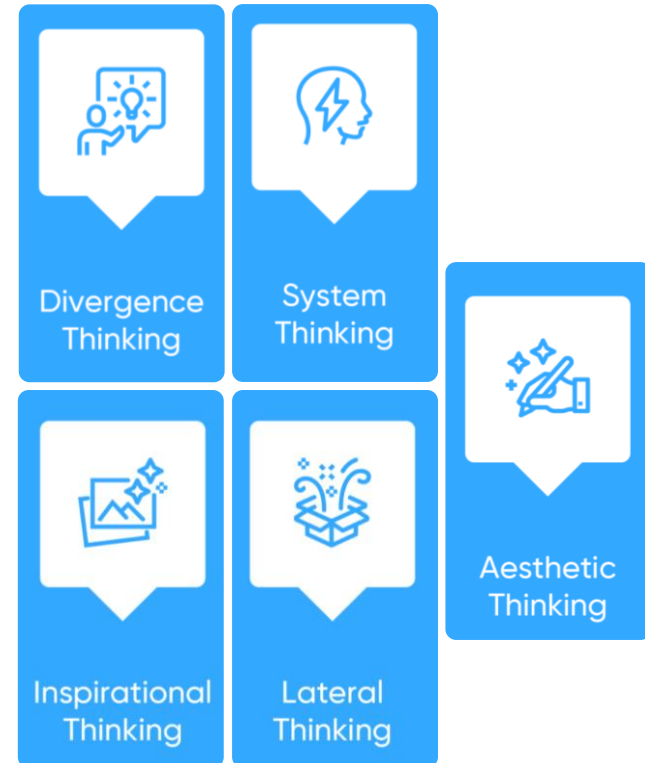 Divergence
Thinking
System
Thinking
Inspirational
Thinking
Lateral
Thinking
Aesthetic
Thinking